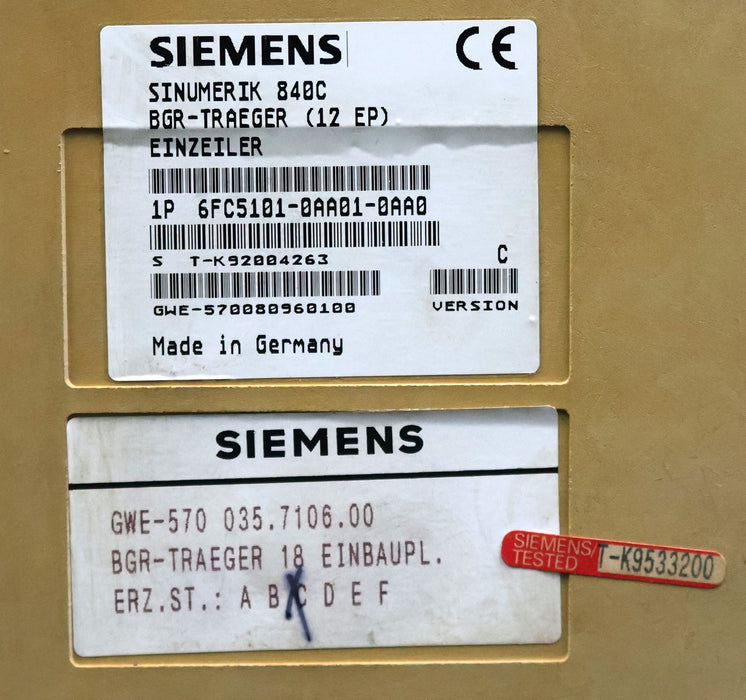 SIEMENS CE
SINUMERIK 840C
BGR-TRAEGER (12 EP)
EINZEILER
1P 6FC5101-0AA01-0AA0
S T-K92004263 C
GWE-570080960100 VERSION
Made in Germany
SIEMENS
GWE-570 035.7106.00
BGR-TRAEGER 18 EINBAUPL.
ERZ.ST.: A B C D E F
SIEMENS/
TESTED T-K9533200